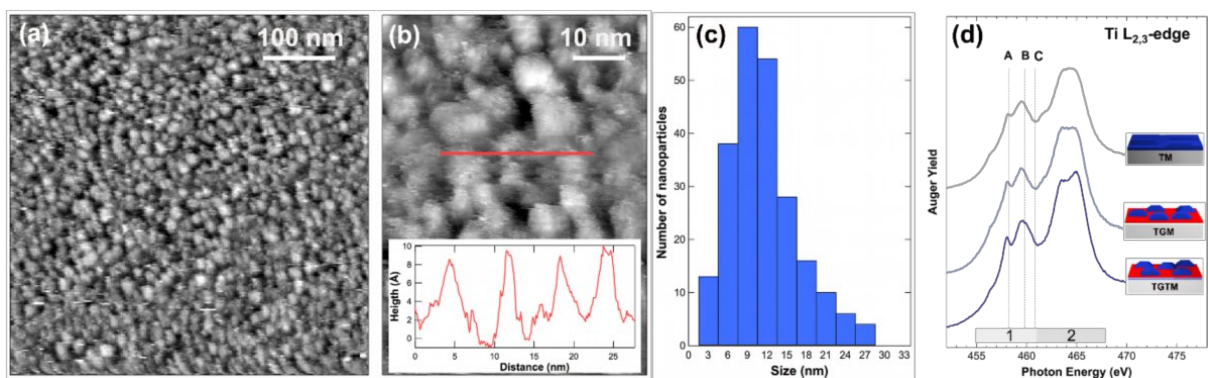 (a)
100 nm
(b)
10 nm
10
8
6
4
2
0
Heigth (Å)
0 5 10 15 20 25
Distance (nm)
(c)
60
50
40
30
20
10
0
Number of nanoparticles
3 6 9 12 15 18 21 24 27 30 33
Size (nm)
(d)
Ti L2,3-edge
A B C
Auger Yield
TM
TGM
TGTM
1 2
455 460 465 470 475
Photon Energy (eV)